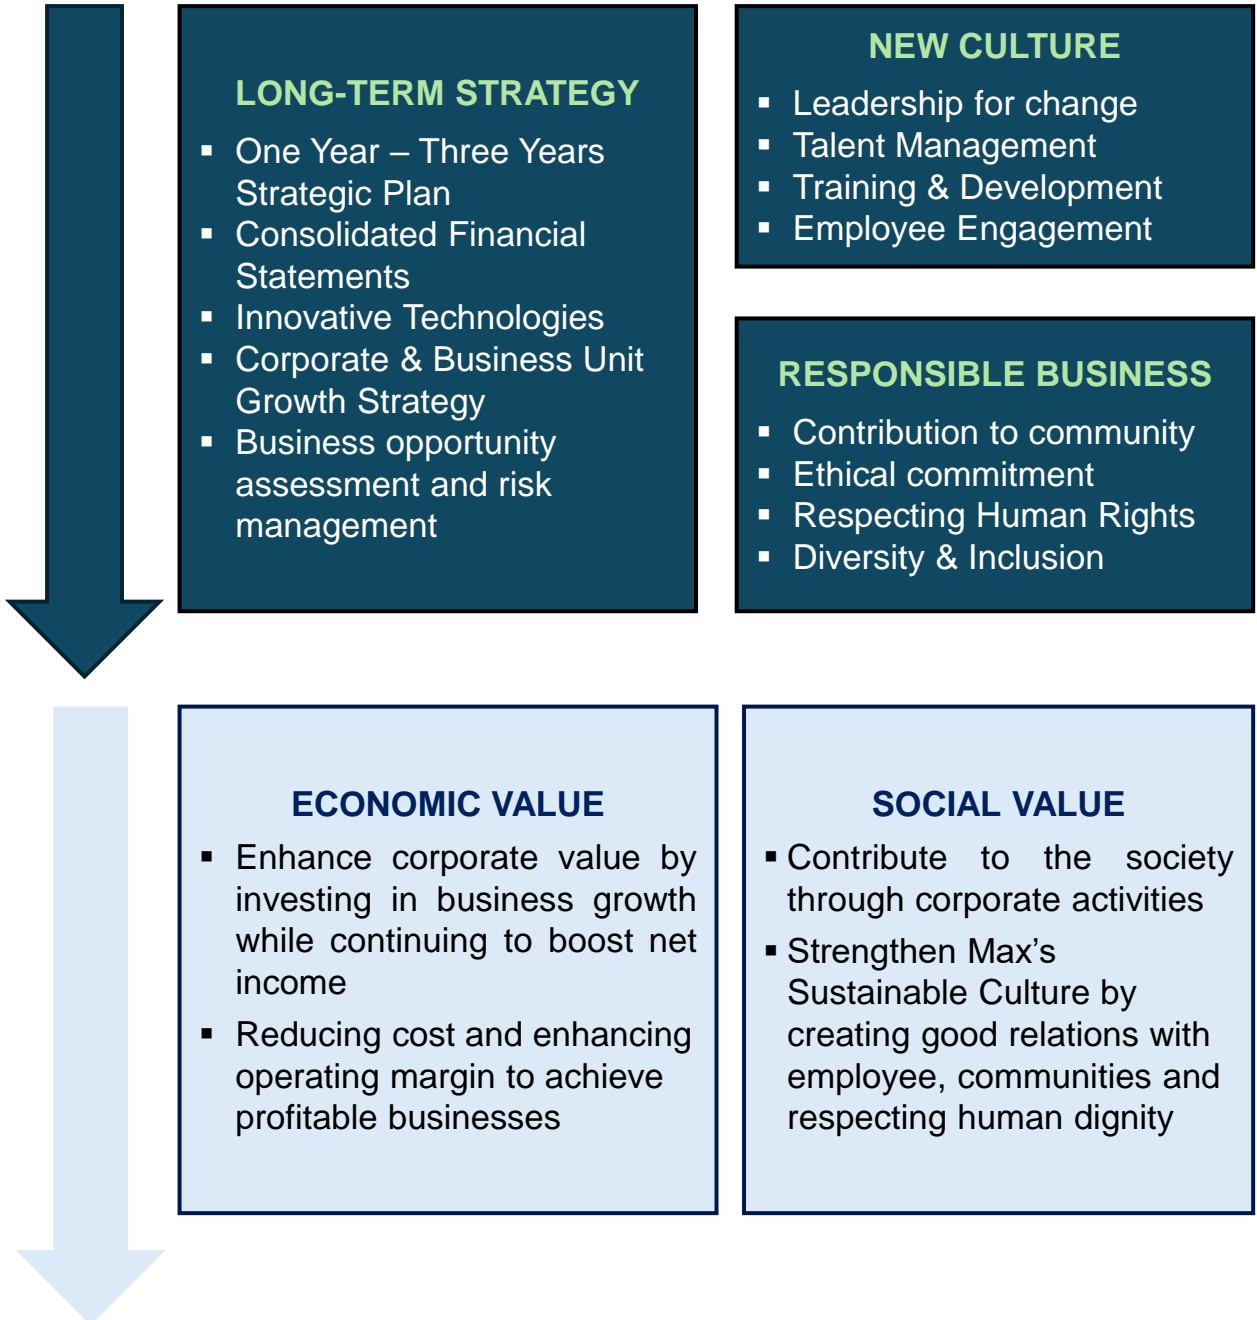 LONG-TERM STRATEGY
▪ One Year – Three Years
Strategic Plan
▪ Consolidated Financial
Statements
▪ Innovative Technologies
▪ Corporate & Business Unit
Growth Strategy
▪ Business opportunity
assessment and risk
management
NEW CULTURE
▪ Leadership for change
▪ Talent Management
▪ Training & Development
▪ Employee Engagement
RESPONSIBLE BUSINESS
▪ Contribution to community
▪ Ethical commitment
▪ Respecting Human Rights
▪ Diversity & Inclusion
ECONOMIC VALUE
▪ Enhance corporate value by
investing in business growth
while continuing to boost net
income
▪ Reducing cost and enhancing
operating margin to achieve
profitable businesses
SOCIAL VALUE
▪ Contribute to the society
through corporate activities
▪ Strengthen Max’s
Sustainable Culture by
creating good relations with
employee, communities and
respecting human dignity